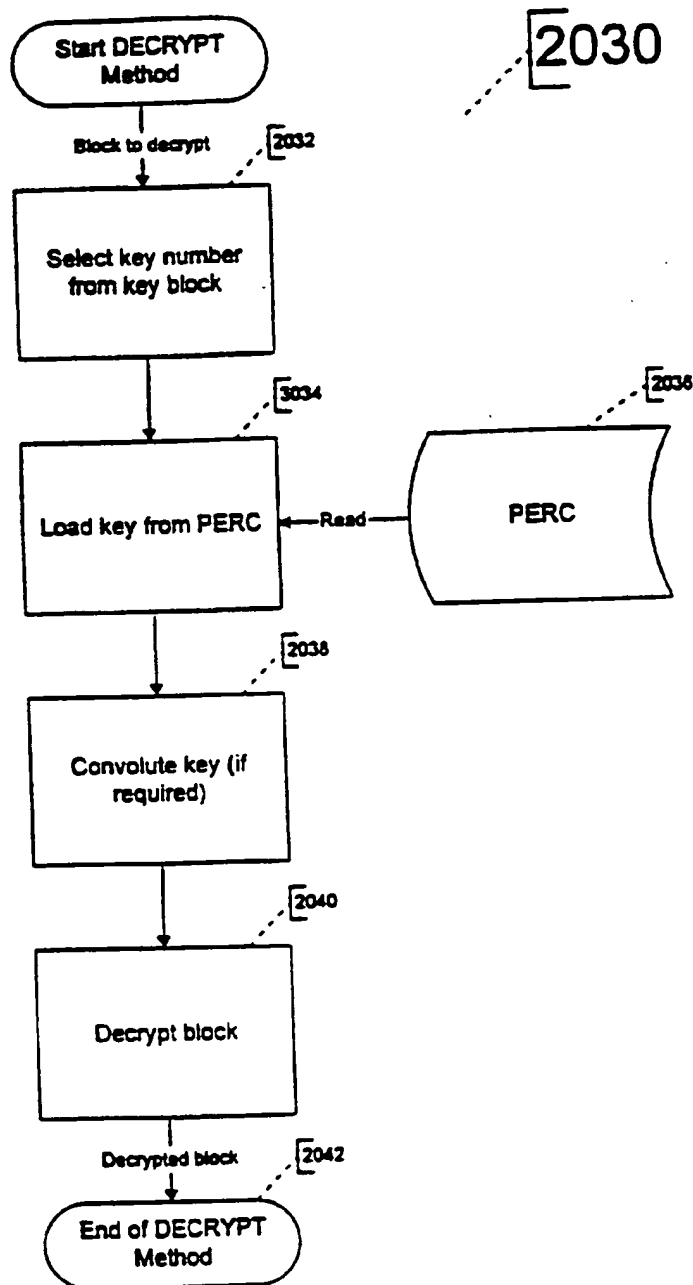 Start DECRYPT
Method
2030
Block to decrypt
2032
Select key number
from key block
3034
2036
Load key from PERC
Read
PERC
2038
Convolute key (if
required)
2040
Decrypt block
Decrypted block
2042
End of DECRYPT
Method